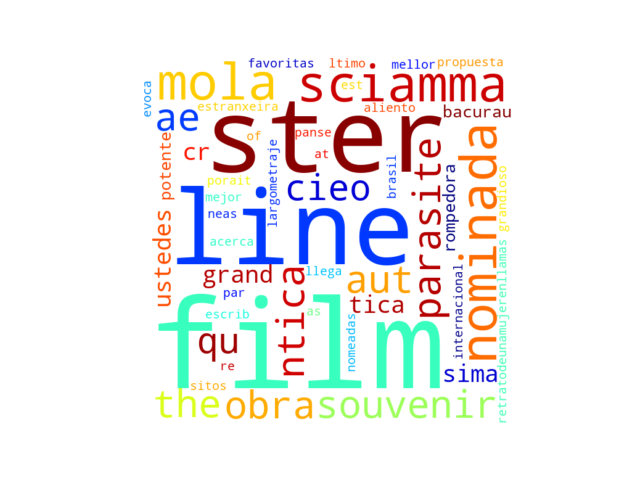 favoritas ltimo mellor propuesta
mola sciamma
est
evoca
estranxeira aliento
ae ster bacurau
of panse
cr at
potente largometraje parasite nominada
brasil
cieo
porait
mejor
line
neas
rompedora
grandioso
ustedes
acerca
grand ntica llega aut
par tica
internacional
retratodeunamujerenllamas
film
escrib as
nomeadas
qu
re sima
sitos
the obra souvenir